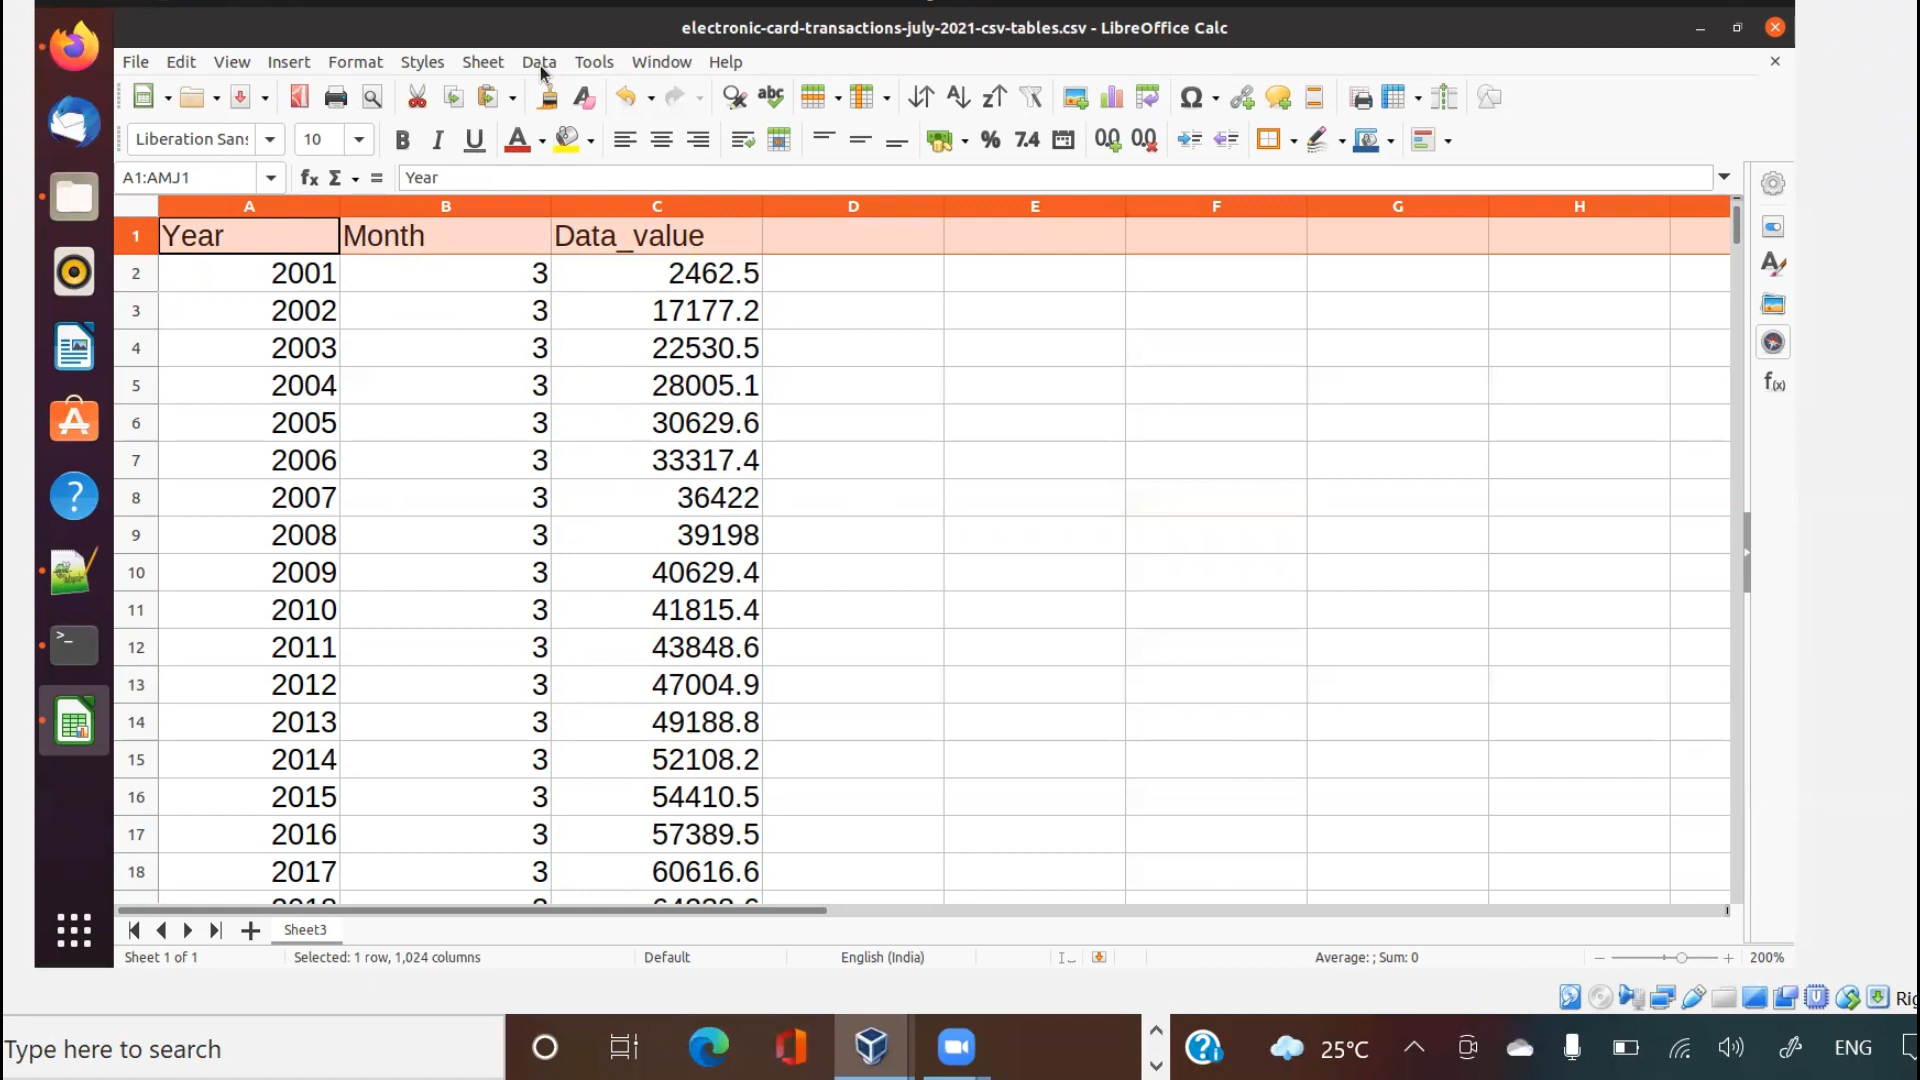 electronic-card-transactions-july-2021-csv-tables.csv - LibreOffice Calc
File Edit View Insert Format Styles Sheet Data Tools Window Help
Liberation Sans 10
A1:AMJ1 Year
A B C D E F G H
1 Year Month Data_value
2 2001 3 2462.5
3 2002 3 17177.2
4 2003 3 22530.5
5 2004 3 28005.1
6 2005 3 30629.6
7 2006 3 33317.4
8 2007 3 36422
9 2008 3 39198
10 2009 3 40629.4
11 2010 3 41815.4
12 2011 3 43848.6
13 2012 3 47004.9
14 2013 3 49188.8
15 2014 3 52108.2
16 2015 3 54410.5
17 2016 3 57389.5
18 2017 3 60616.6
Sheet3
Sheet 1 of 1 Selected: 1 row, 1,024 columns Default English (India) Average: ; Sum: 0 200%
Type here to search 25°C ENG